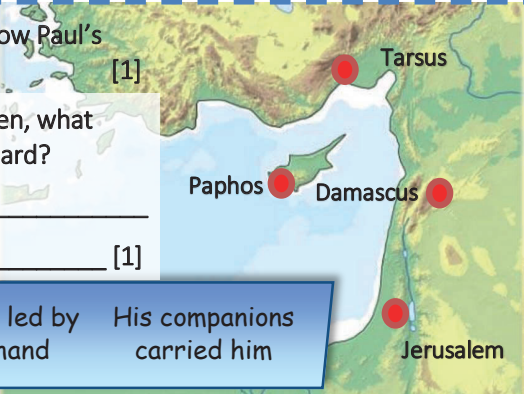 ow Paul's
[1]
en, what
ard?
[1]
Tarsus
Paphos
Damascus
Jerusalem
led by
hand
His companions
carried him